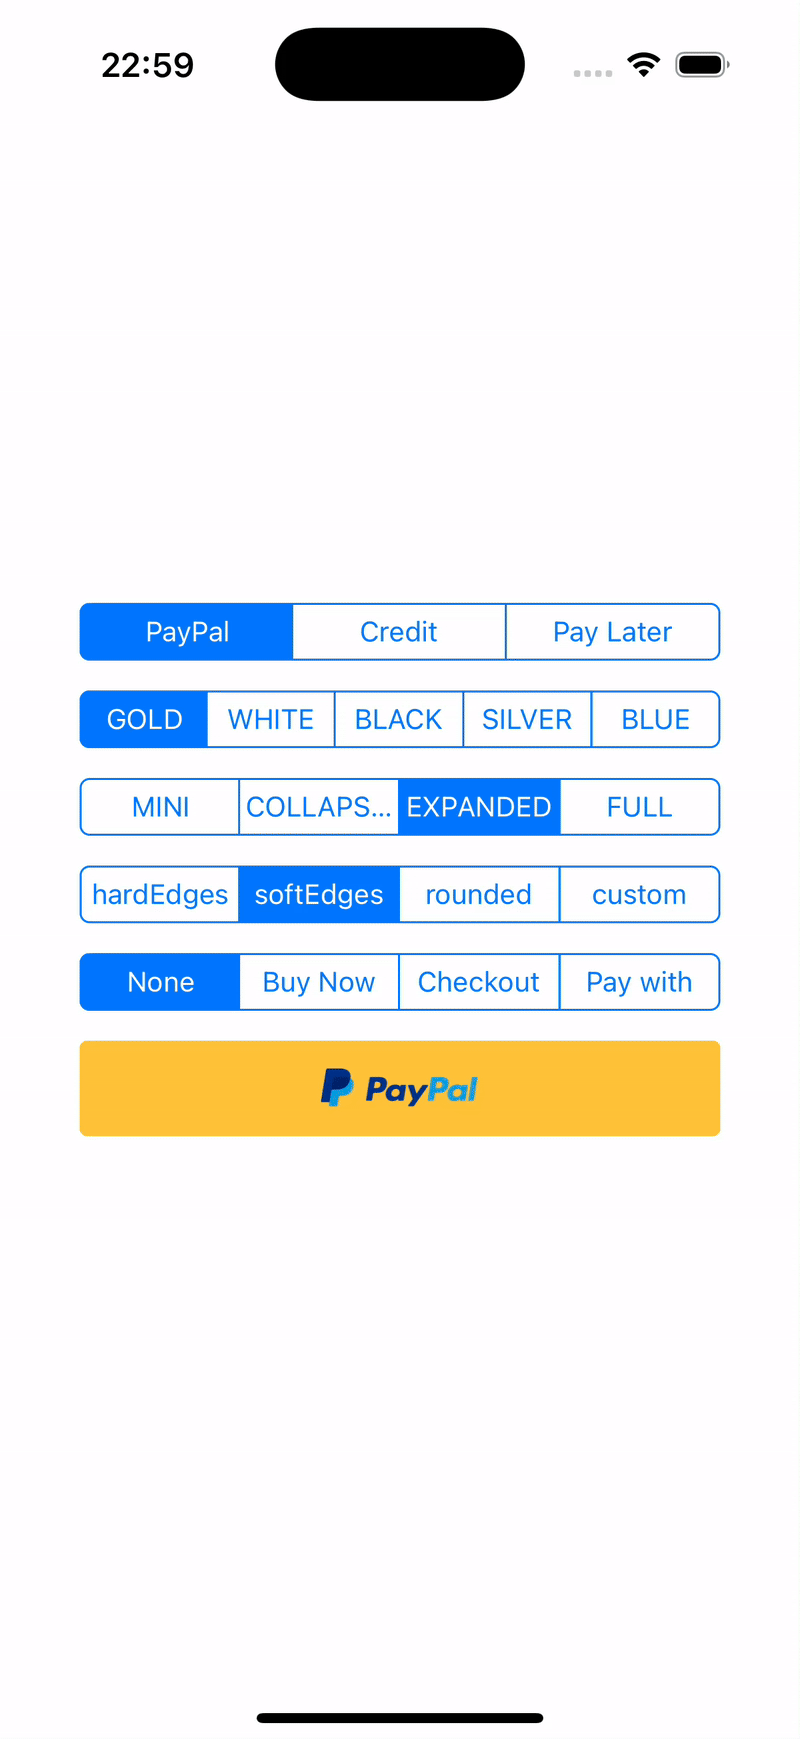 22:59
PayPal Credit Pay Later
GOLD WHITE BLACK SILVER BLUE
MINI COLLAPS... EXPANDED FULL
hardEdges softEdges rounded custom
None Buy Now Checkout Pay with
PayPal